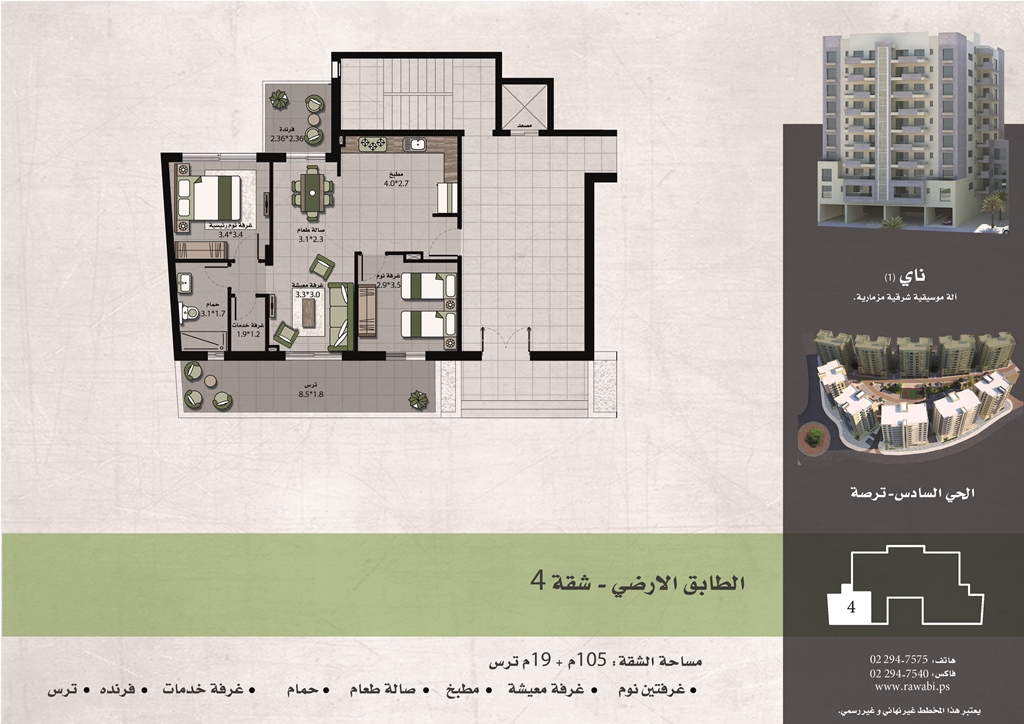 مصعد
فرندة
2.36*2.36
مطبخ
4.0*2.7
غرفة نوم رئيسية
3.4*3.4
صالة طعام
3.1*2.3
غرفة نوم
2.9*3.5
غرفة معيشة
3.3*3.0
حمام
3.1*1.7
غرفة خدمات
1.9*1.2
ترس
8.5*1.8
ناي (1)
آلة موسيقية شرقية مزمارية.
الحي السادس-ترصة
4
الطابق الارضي - شقة 4
مساحة الشقة: 105م + 19م ترس
• غرفتين نوم • غرفة معيشة • مطبخ • صالة طعام • حمام • غرفة خدمات • فرنده • ترس
هاتف: 02 294-7575
فاكس: 02 294-7540
www.rawabi.ps
يعتبر هذا المخطط غير نهائي و غير رسمي.